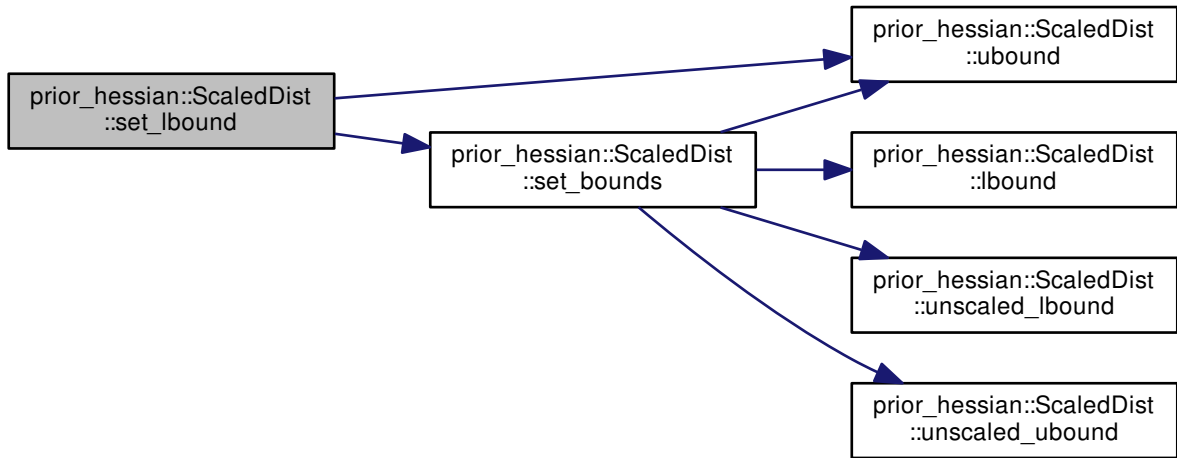 prior_hessian::ScaledDist
::set_lbound
prior_hessian::ScaledDist
::set_bounds
prior_hessian::ScaledDist
::ubound
prior_hessian::ScaledDist
::lbound
prior_hessian::ScaledDist
::unscaled_lbound
prior_hessian::ScaledDist
::unscaled_ubound